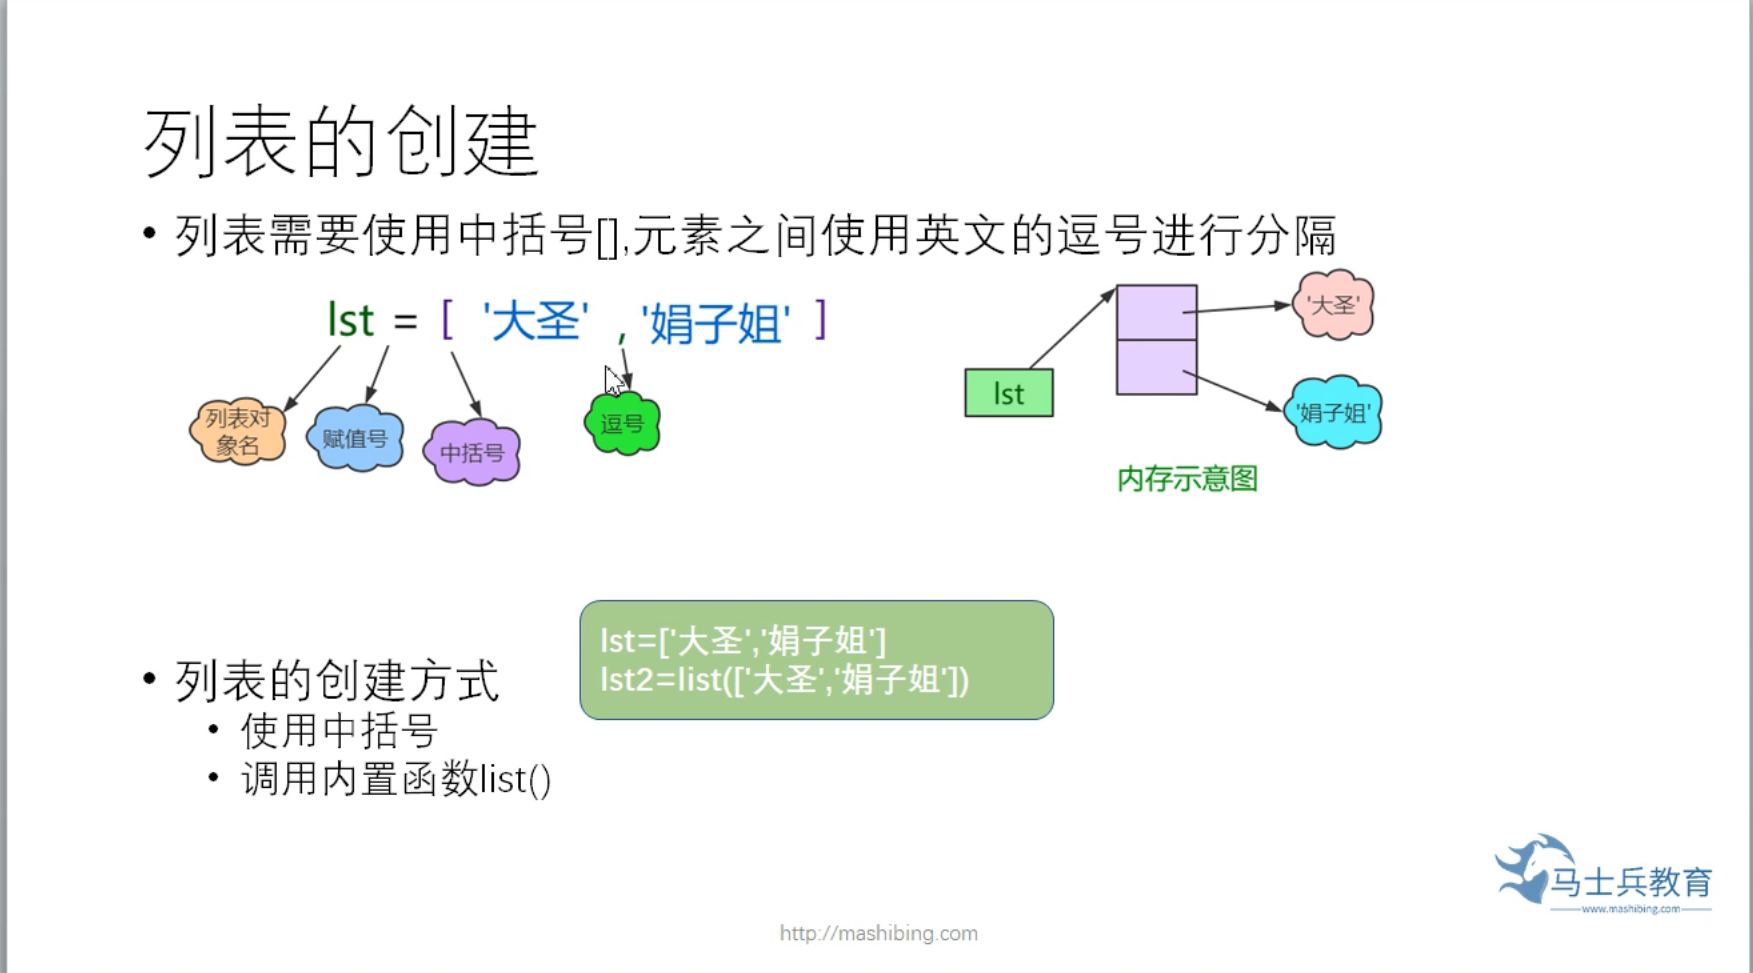 列表的创建
• 列表需要使用中括号[],元素之间使用英文的逗号进行分隔
lst = [ '大圣' , '娟子姐' ]
列表对
象名
赋值号
中括号
逗号
lst
'大圣'
'娟子姐'
内存示意图
• 列表的创建方式
• 使用中括号
• 调用内置函数list()
lst=['大圣','娟子姐']
lst2=list(['大圣','娟子姐'])
马士兵教育
www.mashibing.com
http://mashibing.com